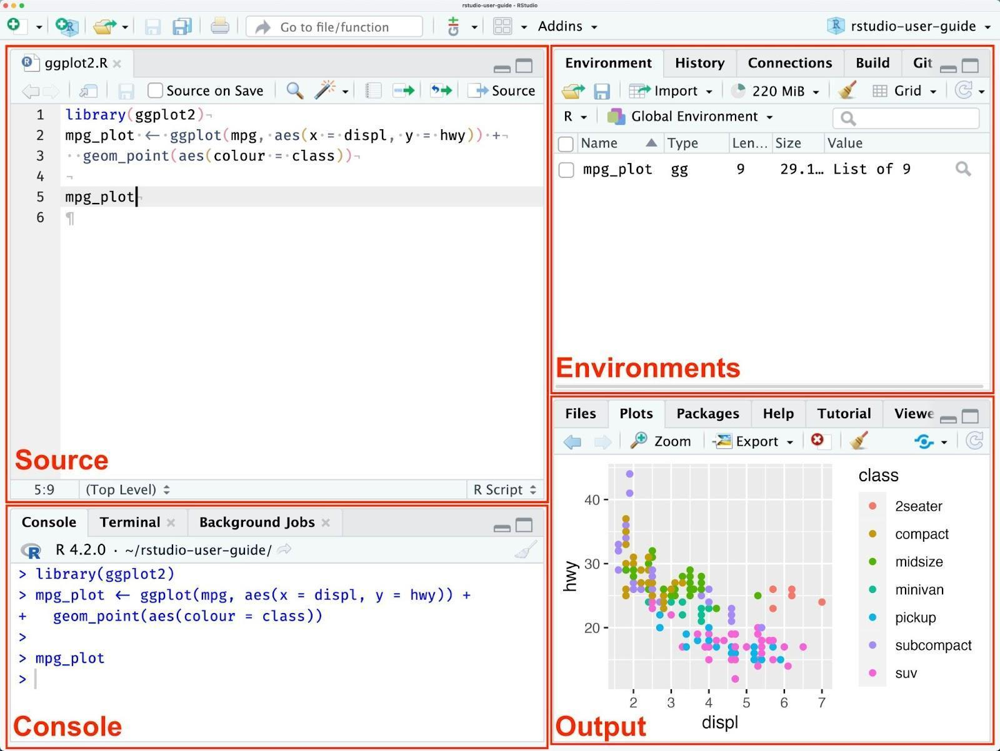 rstudio-user-guide - RStudio
Go to file/function
Addins
rstudio-user-guide
ggplot2.R
Source on Save
Source
1 library(ggplot2)¬
2 mpg_plot·←·ggplot(mpg,·aes(x·=·displ,·y·=·hwy))·+¬
3 ··geom_point(aes(colour·=·class))¬
4 ¬
5 mpg_plot¬
6 ¶
Source
5:9 (Top Level) R Script
Environment History Connections Build Git
Import 220 MiB Grid
R Global Environment
Name Type Len... Size Value
mpg_plot gg 9 29.1… List of 9
Environments
Console Terminal Background Jobs
R 4.2.0 · ~/rstudio-user-guide/
> library(ggplot2)
> mpg_plot ← ggplot(mpg, aes(x = displ, y = hwy)) +
+   geom_point(aes(colour = class))
>
> mpg_plot
>
Console
Files Plots Packages Help Tutorial Viewe
Zoom Export
40
30
20
hwy
2 3 4 5 6 7
displ
class
2seater
compact
midsize
minivan
pickup
subcompact
suv
Output